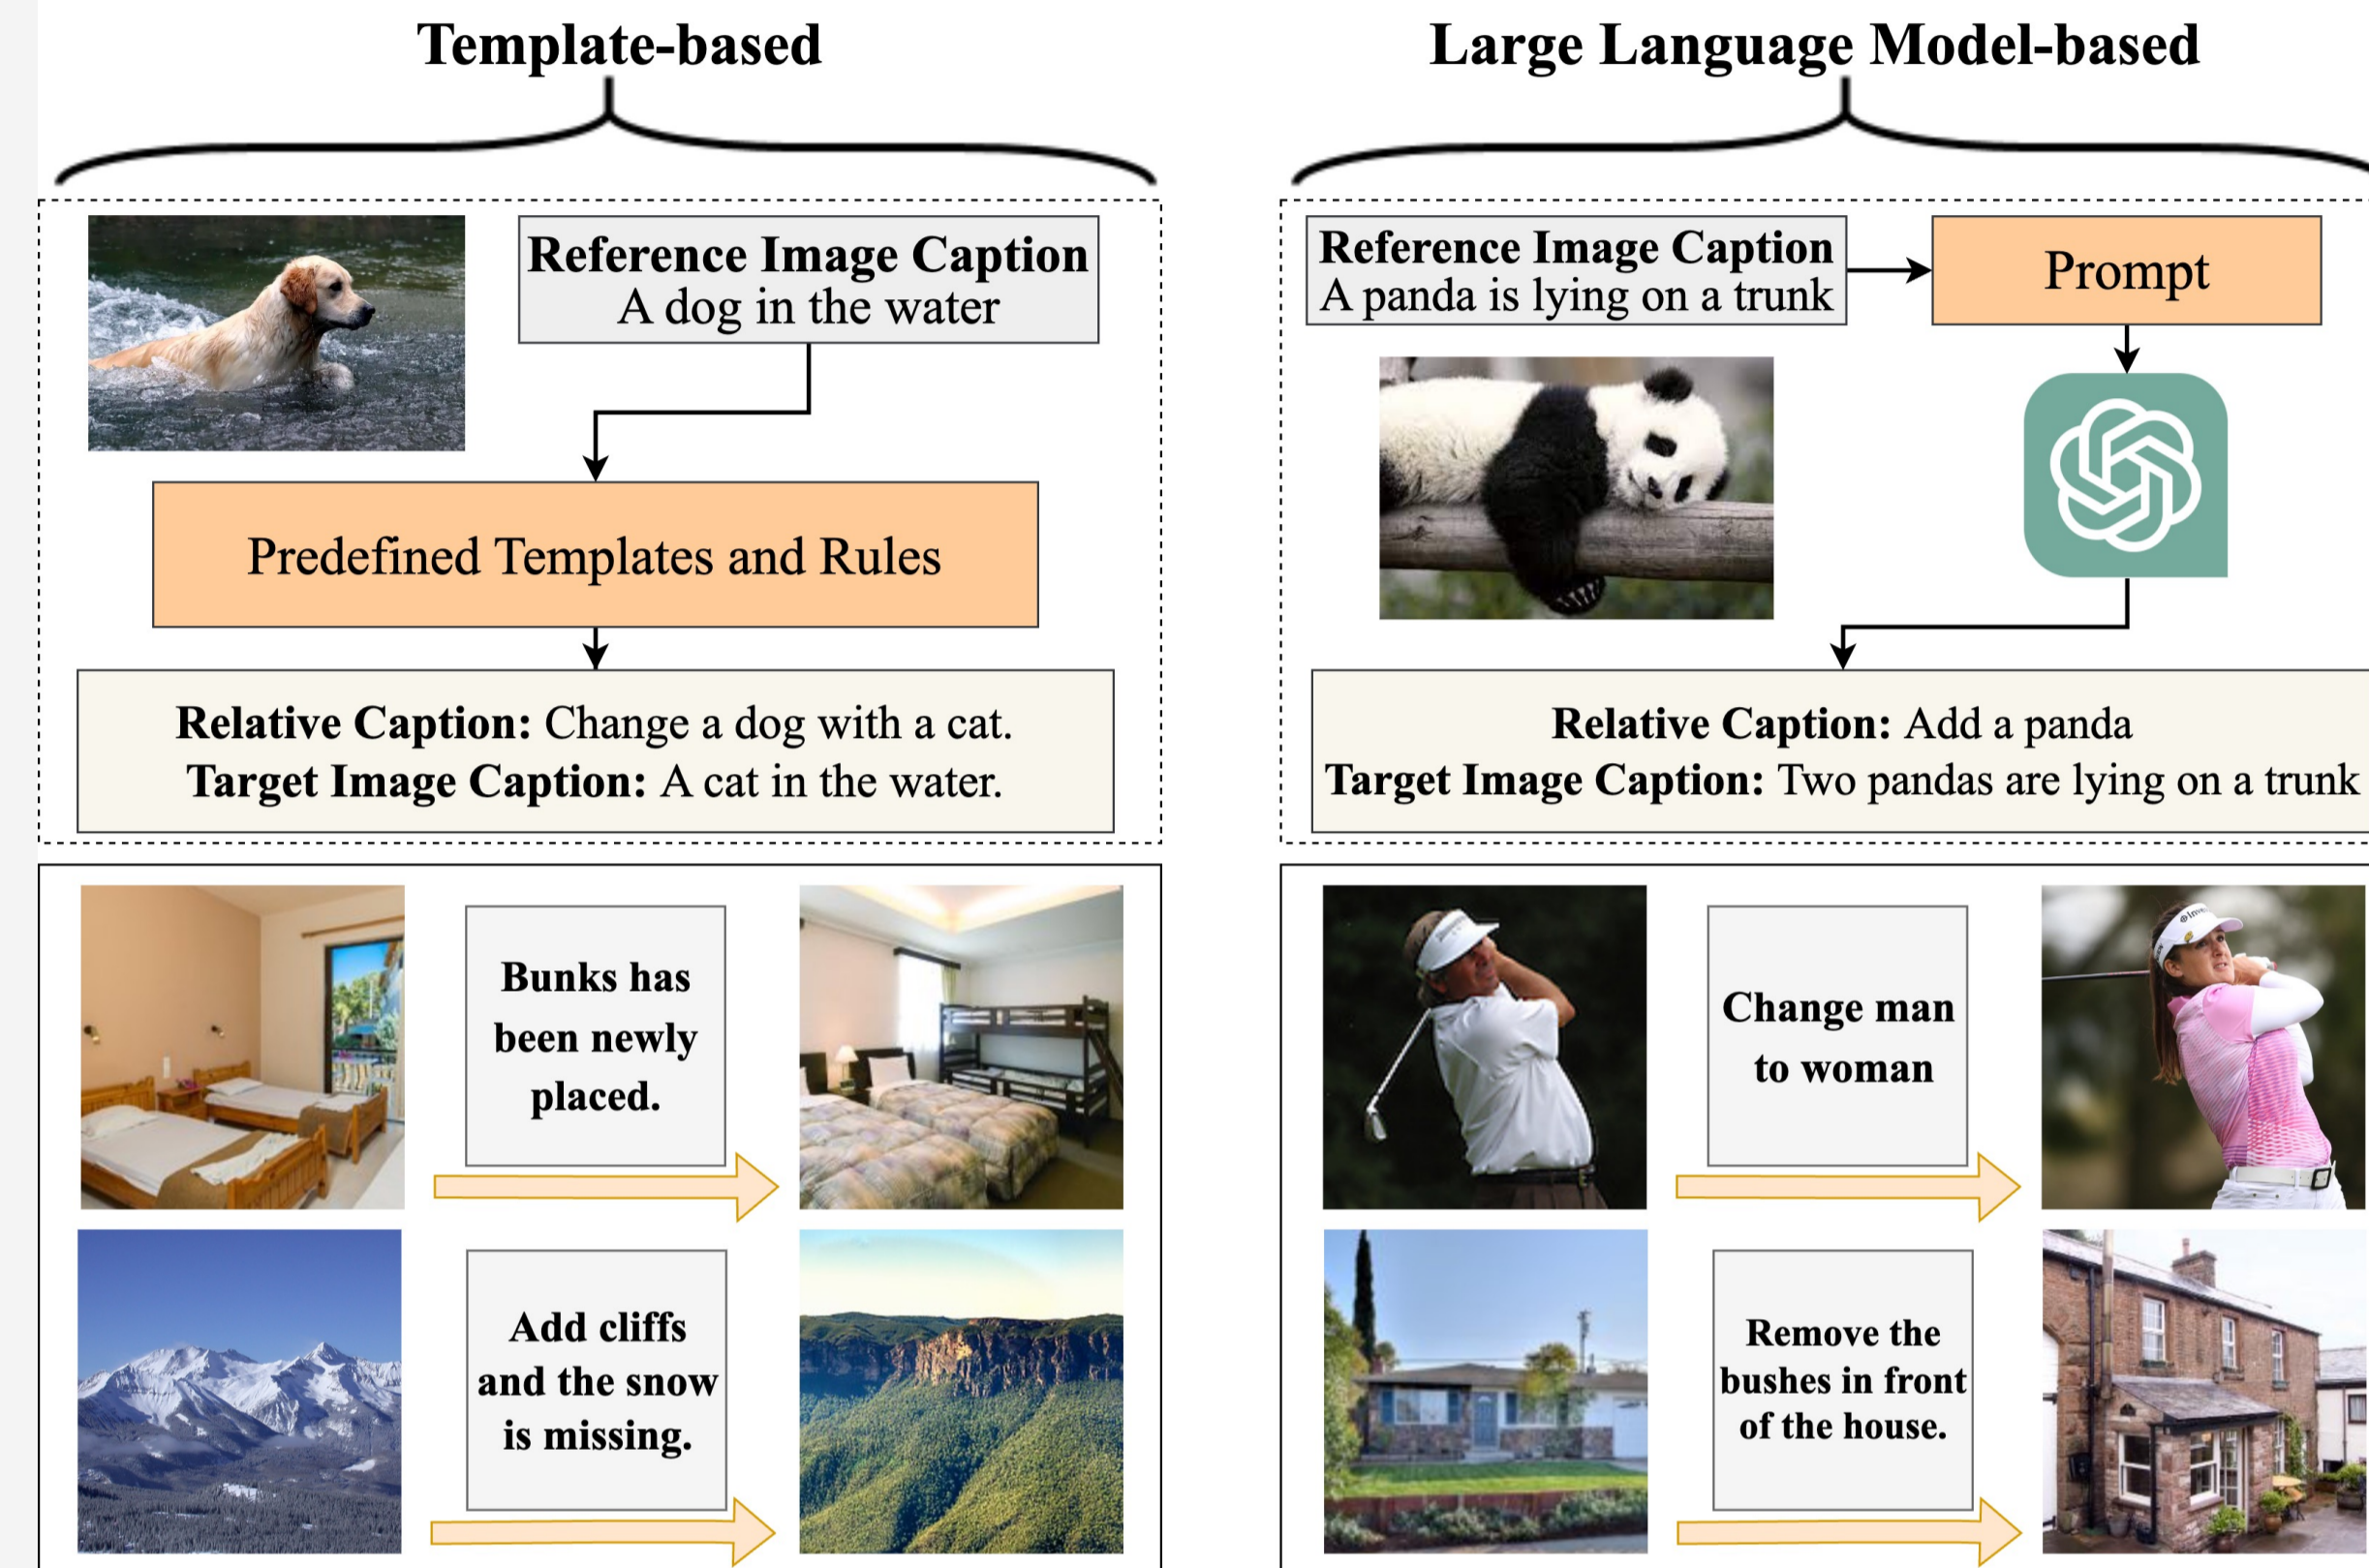 Template-based
Reference Image Caption
A dog in the water
Predefined Templates and Rules
Relative Caption: Change a dog with a cat.
Target Image Caption: A cat in the water.
Bunks has
been newly
placed.
Add cliffs
and the snow
is missing.
Large Language Model-based
Reference Image Caption
A panda is lying on a trunk
Prompt
Relative Caption: Add a panda
Target Image Caption: Two pandas are lying on a trunk
Change man
to woman
Remove the
bushes in front
of the house.